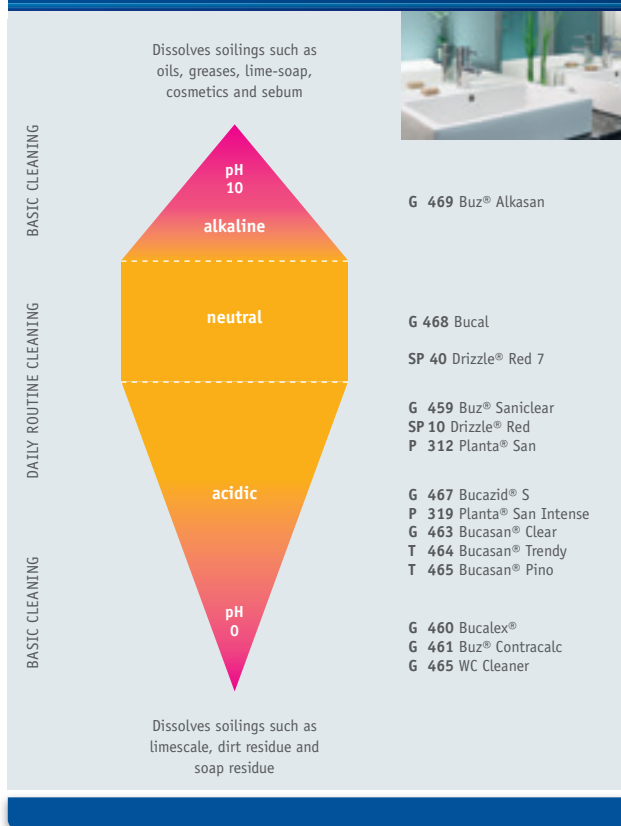 Dissolves soilings such as
oils, greases, lime-soap,
cosmetics and sebum
BASIC CLEANING
pH
10
alkaline
G 469 Buz® Alkasan
DAILY ROUTINE CLEANING
neutral
G 468 Bucal
SP 40 Drizzle® Red 7
G 459 Buz® Saniclear
SP 10 Drizzle® Red
P 312 Planta® San
acidic
G 467 Bucazid® S
P 319 Planta® San Intense
G 463 Bucasan® Clear
T 464 Bucasan® Trendy
T 465 Bucasan® Pino
BASIC CLEANING
pH
0
G 460 Bucalex®
G 461 Buz® Contracalc
G 465 WC Cleaner
Dissolves soilings such as
limescale, dirt residue and
soap residue